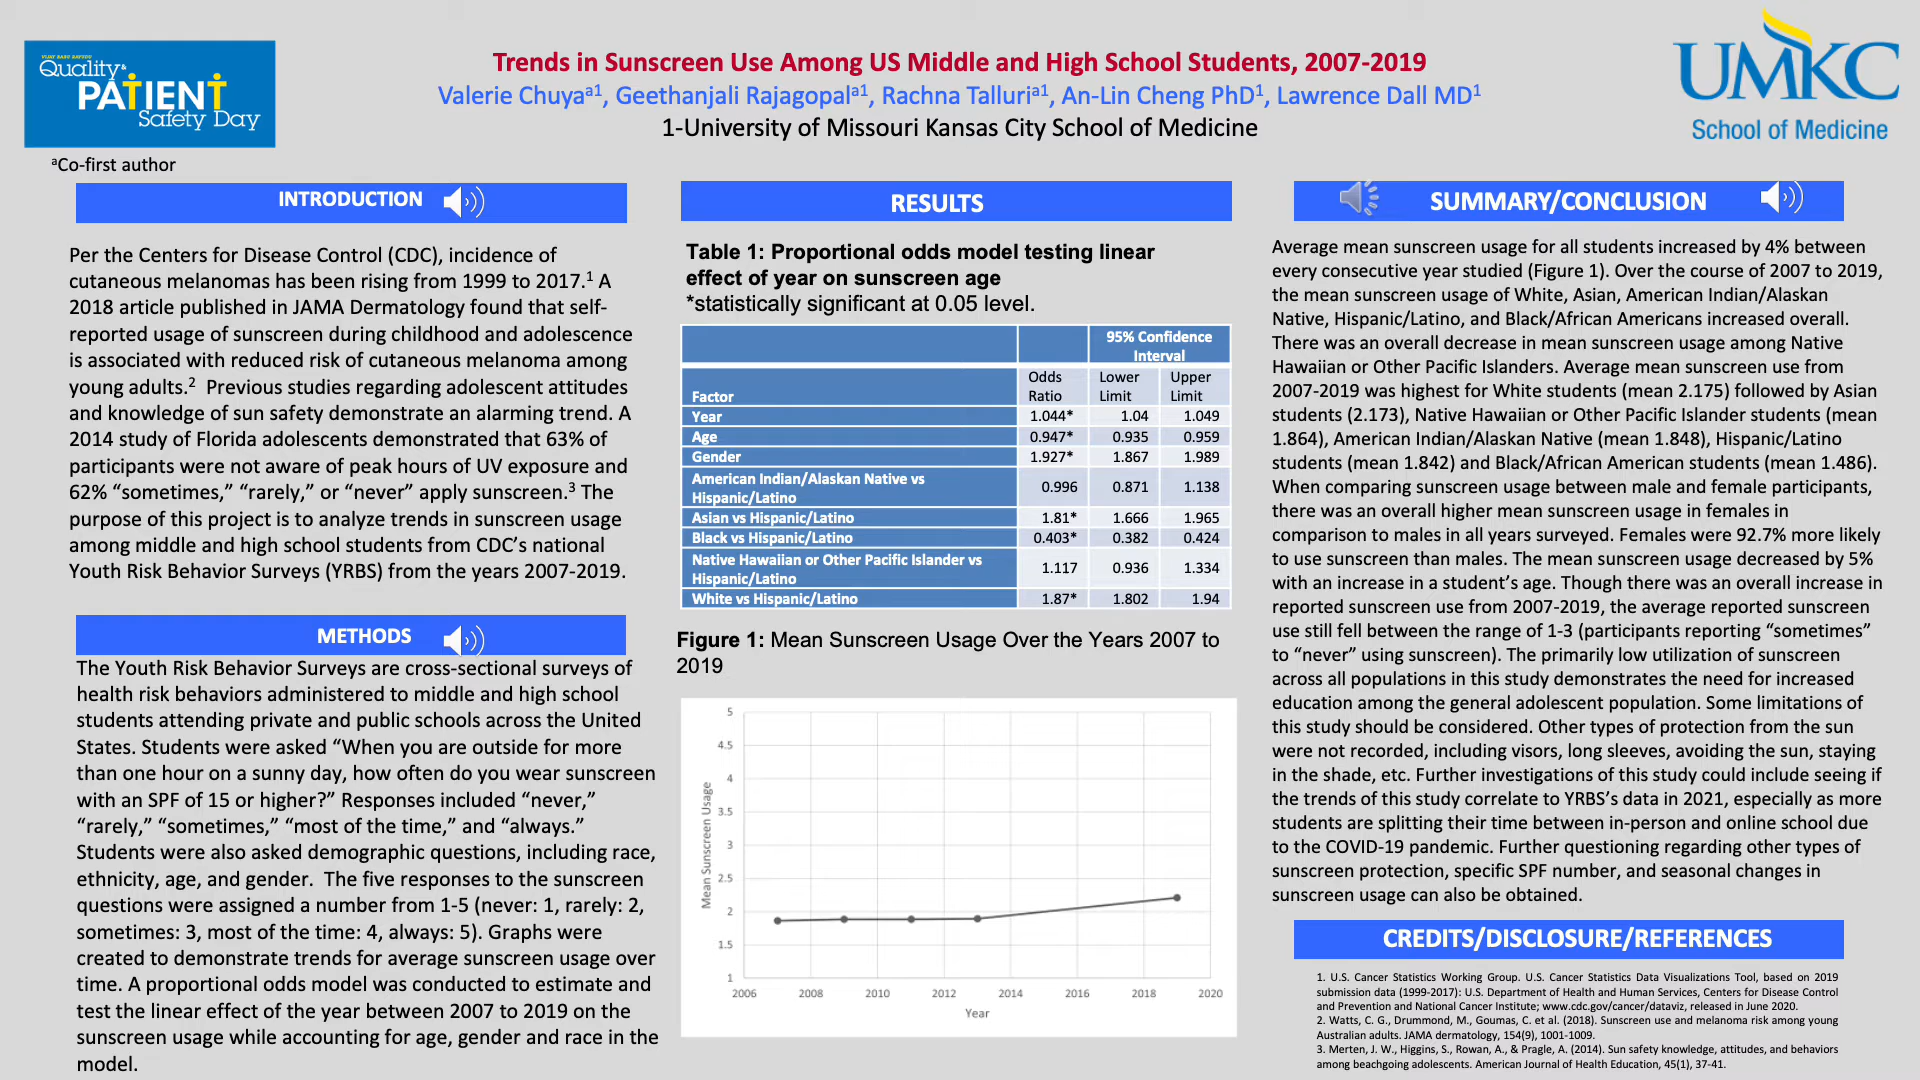 VIJAY BABU RAYUDU
Quality &
PATIENT
Safety Day
Trends in Sunscreen Use Among US Middle and High School Students, 2007-2019
Valerie Chuyaᵃ¹, Geethanjali Rajagopalᵃ¹, Rachna Talluriᵃ¹, An-Lin Cheng PhD¹, Lawrence Dall MD¹
1-University of Missouri Kansas City School of Medicine
UMKC
School of Medicine
ᵃCo-first author
INTRODUCTION
Per the Centers for Disease Control (CDC), incidence of
cutaneous melanomas has been rising from 1999 to 2017.¹ A
2018 article published in JAMA Dermatology found that self-
reported usage of sunscreen during childhood and adolescence
is associated with reduced risk of cutaneous melanoma among
young adults.² Previous studies regarding adolescent attitudes
and knowledge of sun safety demonstrate an alarming trend. A
2014 study of Florida adolescents demonstrated that 63% of
participants were not aware of peak hours of UV exposure and
62% “sometimes,” “rarely,” or “never” apply sunscreen.³ The
purpose of this project is to analyze trends in sunscreen usage
among middle and high school students from CDC’s national
Youth Risk Behavior Surveys (YRBS) from the years 2007-2019.
METHODS
The Youth Risk Behavior Surveys are cross-sectional surveys of
health risk behaviors administered to middle and high school
students attending private and public schools across the United
States. Students were asked “When you are outside for more
than one hour on a sunny day, how often do you wear sunscreen
with an SPF of 15 or higher?” Responses included “never,”
“rarely,” “sometimes,” “most of the time,” and “always.”
Students were also asked demographic questions, including race,
ethnicity, age, and gender. The five responses to the sunscreen
questions were assigned a number from 1-5 (never: 1, rarely: 2,
sometimes: 3, most of the time: 4, always: 5). Graphs were
created to demonstrate trends for average sunscreen usage over
time. A proportional odds model was conducted to estimate and
test the linear effect of the year between 2007 to 2019 on the
sunscreen usage while accounting for age, gender and race in the
model.
RESULTS
Table 1: Proportional odds model testing linear
effect of year on sunscreen age
*statistically significant at 0.05 level.
95% Confidence
Interval
Factor Odds Ratio Lower Limit Upper Limit
Year 1.044* 1.04 1.049
Age 0.947* 0.935 0.959
Gender 1.927* 1.867 1.989
American Indian/Alaskan Native vs
Hispanic/Latino 0.996 0.871 1.138
Asian vs Hispanic/Latino 1.81* 1.666 1.965
Black vs Hispanic/Latino 0.403* 0.382 0.424
Native Hawaiian or Other Pacific Islander vs
Hispanic/Latino 1.117 0.936 1.334
White vs Hispanic/Latino 1.87* 1.802 1.94
Figure 1: Mean Sunscreen Usage Over the Years 2007 to
2019
Mean Sunscreen Usage
5
4.5
4
3.5
3
2.5
2
1.5
1
2006 2008 2010 2012 2014 2016 2018 2020
Year
SUMMARY/CONCLUSION
Average mean sunscreen usage for all students increased by 4% between
every consecutive year studied (Figure 1). Over the course of 2007 to 2019,
the mean sunscreen usage of White, Asian, American Indian/Alaskan
Native, Hispanic/Latino, and Black/African Americans increased overall.
There was an overall decrease in mean sunscreen usage among Native
Hawaiian or Other Pacific Islanders. Average mean sunscreen use from
2007-2019 was highest for White students (mean 2.175) followed by Asian
students (2.173), Native Hawaiian or Other Pacific Islander students (mean
1.864), American Indian/Alaskan Native (mean 1.848), Hispanic/Latino
students (mean 1.842) and Black/African American students (mean 1.486).
When comparing sunscreen usage between male and female participants,
there was an overall higher mean sunscreen usage in females in
comparison to males in all years surveyed. Females were 92.7% more likely
to use sunscreen than males. The mean sunscreen usage decreased by 5%
with an increase in a student’s age. Though there was an overall increase in
reported sunscreen use from 2007-2019, the average reported sunscreen
use still fell between the range of 1-3 (participants reporting “sometimes”
to “never” using sunscreen). The primarily low utilization of sunscreen
across all populations in this study demonstrates the need for increased
education among the general adolescent population. Some limitations of
this study should be considered. Other types of protection from the sun
were not recorded, including visors, long sleeves, avoiding the sun, staying
in the shade, etc. Further investigations of this study could include seeing if
the trends of this study correlate to YRBS’s data in 2021, especially as more
students are splitting their time between in-person and online school due
to the COVID-19 pandemic. Further questioning regarding other types of
sunscreen protection, specific SPF number, and seasonal changes in
sunscreen usage can also be obtained.
CREDITS/DISCLOSURE/REFERENCES
1. U.S. Cancer Statistics Working Group. U.S. Cancer Statistics Data Visualizations Tool, based on 2019
submission data (1999-2017): U.S. Department of Health and Human Services, Centers for Disease Control
and Prevention and National Cancer Institute; www.cdc.gov/cancer/dataviz, released in June 2020.
2. Watts, C. G., Drummond, M., Goumas, C. et al. (2018). Sunscreen use and melanoma risk among young
Australian adults. JAMA dermatology, 154(9), 1001-1009.
3. Merten, J. W., Higgins, S., Rowan, A., & Pragle, A. (2014). Sun safety knowledge, attitudes, and behaviors
among beachgoing adolescents. American Journal of Health Education, 45(1), 37-41.